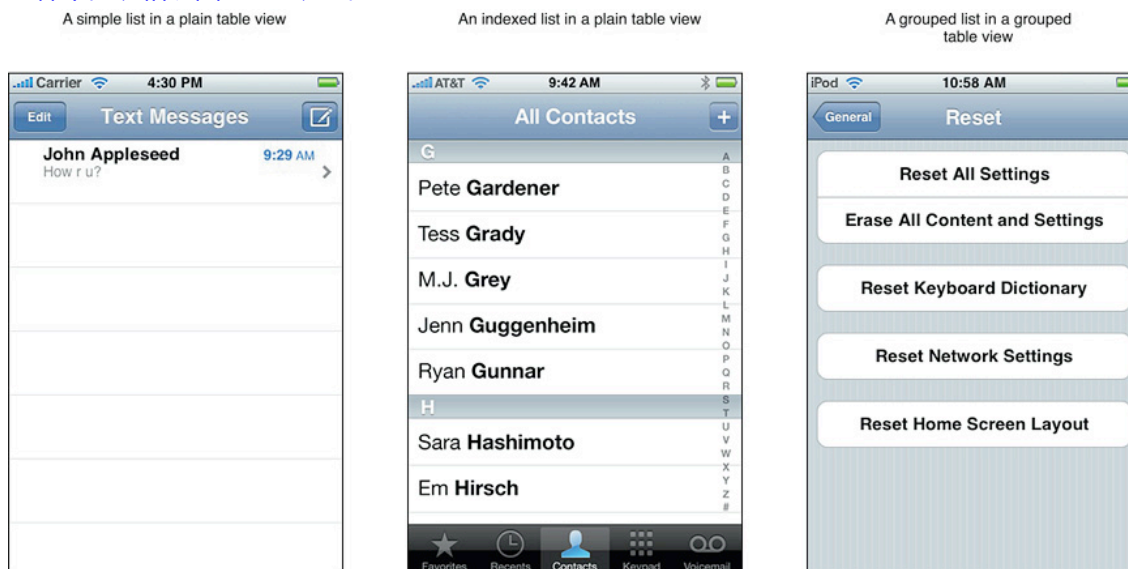 A simple list in a plain table view
An indexed list in a plain table view
A grouped list in a grouped
table view
Carrier 4:30 PM
Edit Text Messages
John Appleseed 9:29 AM
How r u?
AT&T 9:42 AM
All Contacts +
G
Pete Gardener
Tess Grady
M.J. Grey
Jenn Guggenheim
Ryan Gunnar
H
Sara Hashimoto
Em Hirsch
A
B
C
D
E
F
G
H
I
J
K
L
M
N
O
P
Q
R
S
T
U
V
W
X
Y
Z
#
Favorites Recents Contacts Keypad Voicemail
iPod 10:58 AM
General Reset
Reset All Settings
Erase All Content and Settings
Reset Keyboard Dictionary
Reset Network Settings
Reset Home Screen Layout